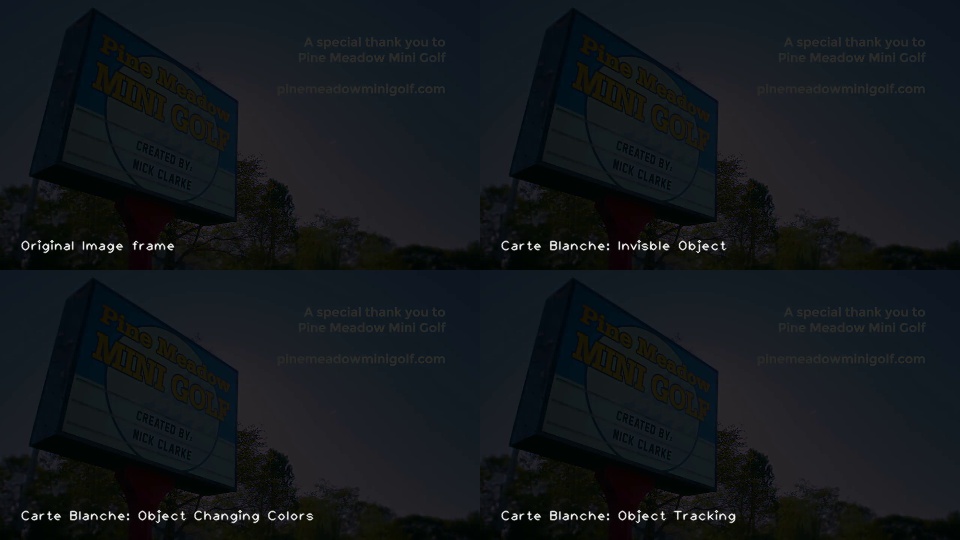 Pine Meadow
MINI GOLF
CREATED BY:
NICK CLARKE
A special thank you to
Pine Meadow Mini Golf
pinemeadowminigolf.com
Original Image frame
Pine Meadow
MINI GOLF
CREATED BY:
NICK CLARKE
A special thank you to
Pine Meadow Mini Golf
pinemeadowminigolf.com
Carte Blanche: Invisble Object
Pine Meadow
MINI GOLF
CREATED BY:
NICK CLARKE
A special thank you to
Pine Meadow Mini Golf
pinemeadowminigolf.com
Carte Blanche: Object Changing Colors
Pine Meadow
MINI GOLF
CREATED BY:
NICK CLARKE
A special thank you to
Pine Meadow Mini Golf
pinemeadowminigolf.com
Carte Blanche: Object Tracking